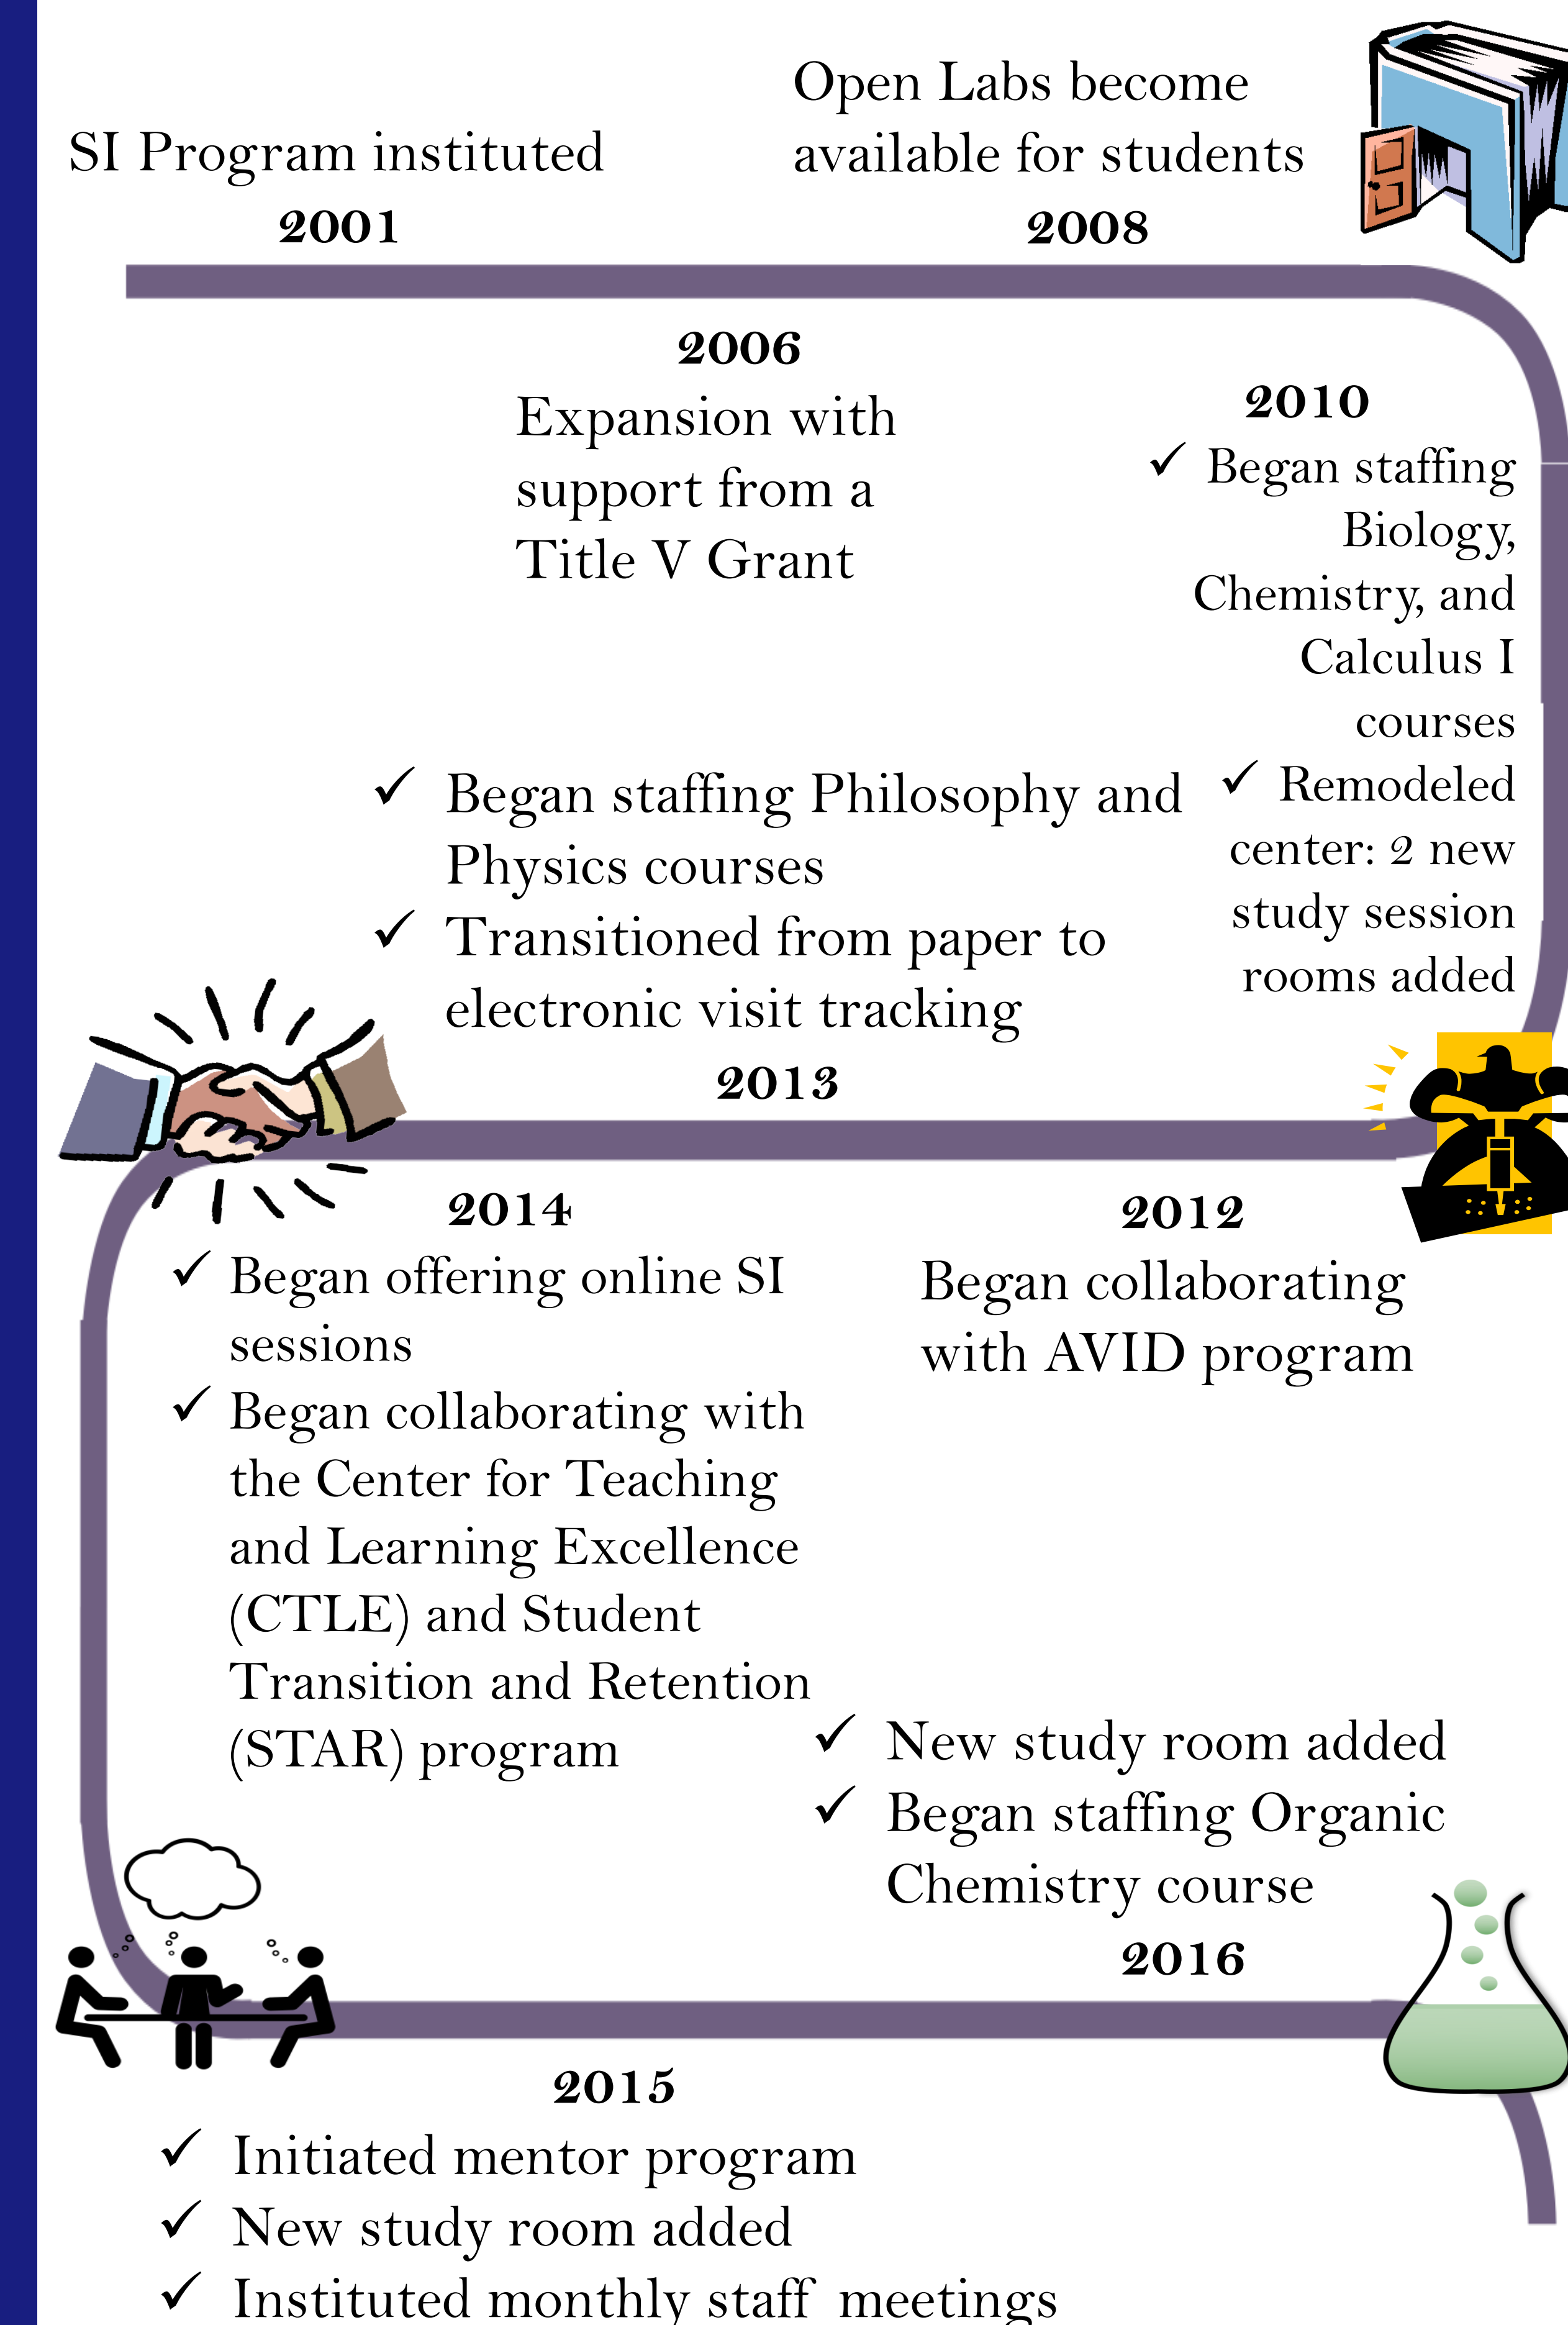 SI Program instituted
2001
Open Labs become
available for students
2008
2006
Expansion with
support from a
Title V Grant
2010
✓ Began staffing
Biology,
Chemistry, and
Calculus I
courses
✓ Remodeled
center: 2 new
study session
rooms added
✓ Began staffing Philosophy and
Physics courses
✓ Transitioned from paper to
electronic visit tracking
2013
2012
Began collaborating
with AVID program
2014
✓ Began offering online SI
sessions
✓ Began collaborating with
the Center for Teaching
and Learning Excellence
(CTLE) and Student
Transition and Retention
(STAR) program
✓ New study room added
✓ Began staffing Organic
Chemistry course
2016
2015
✓ Initiated mentor program
✓ New study room added
✓ Instituted monthly staff meetings